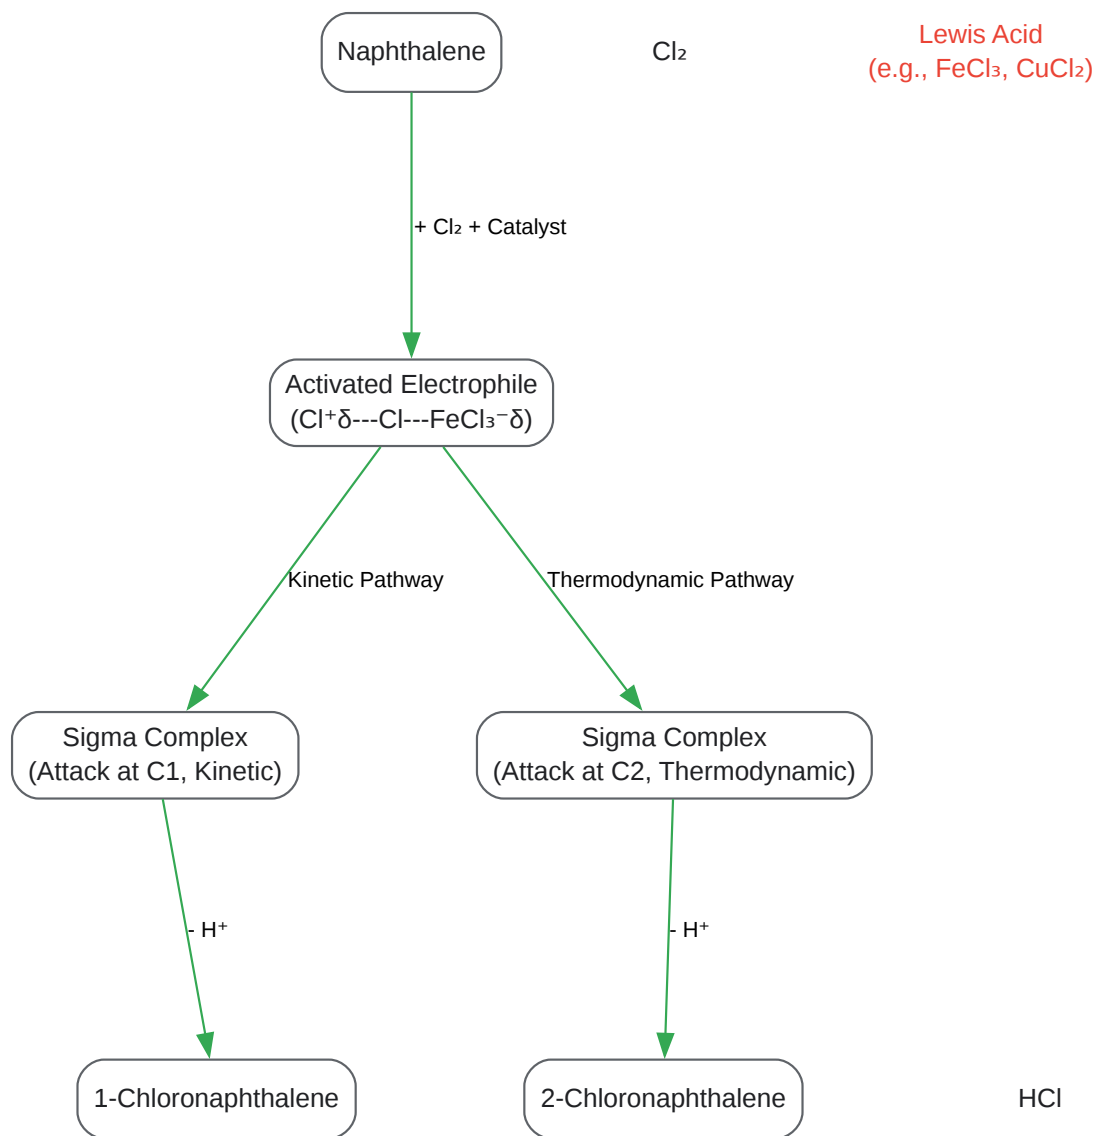 Naphthalene
Cl₂
Lewis Acid
(e.g., FeCl₃, CuCl₂)
+ Cl₂ + Catalyst
Activated Electrophile
(Cl⁺δ---Cl---FeCl₃⁻δ)
Kinetic Pathway
Thermodynamic Pathway
Sigma Complex
(Attack at C1, Kinetic)
Sigma Complex
(Attack at C2, Thermodynamic)
- H⁺
- H⁺
1-Chloronaphthalene
2-Chloronaphthalene
HCl